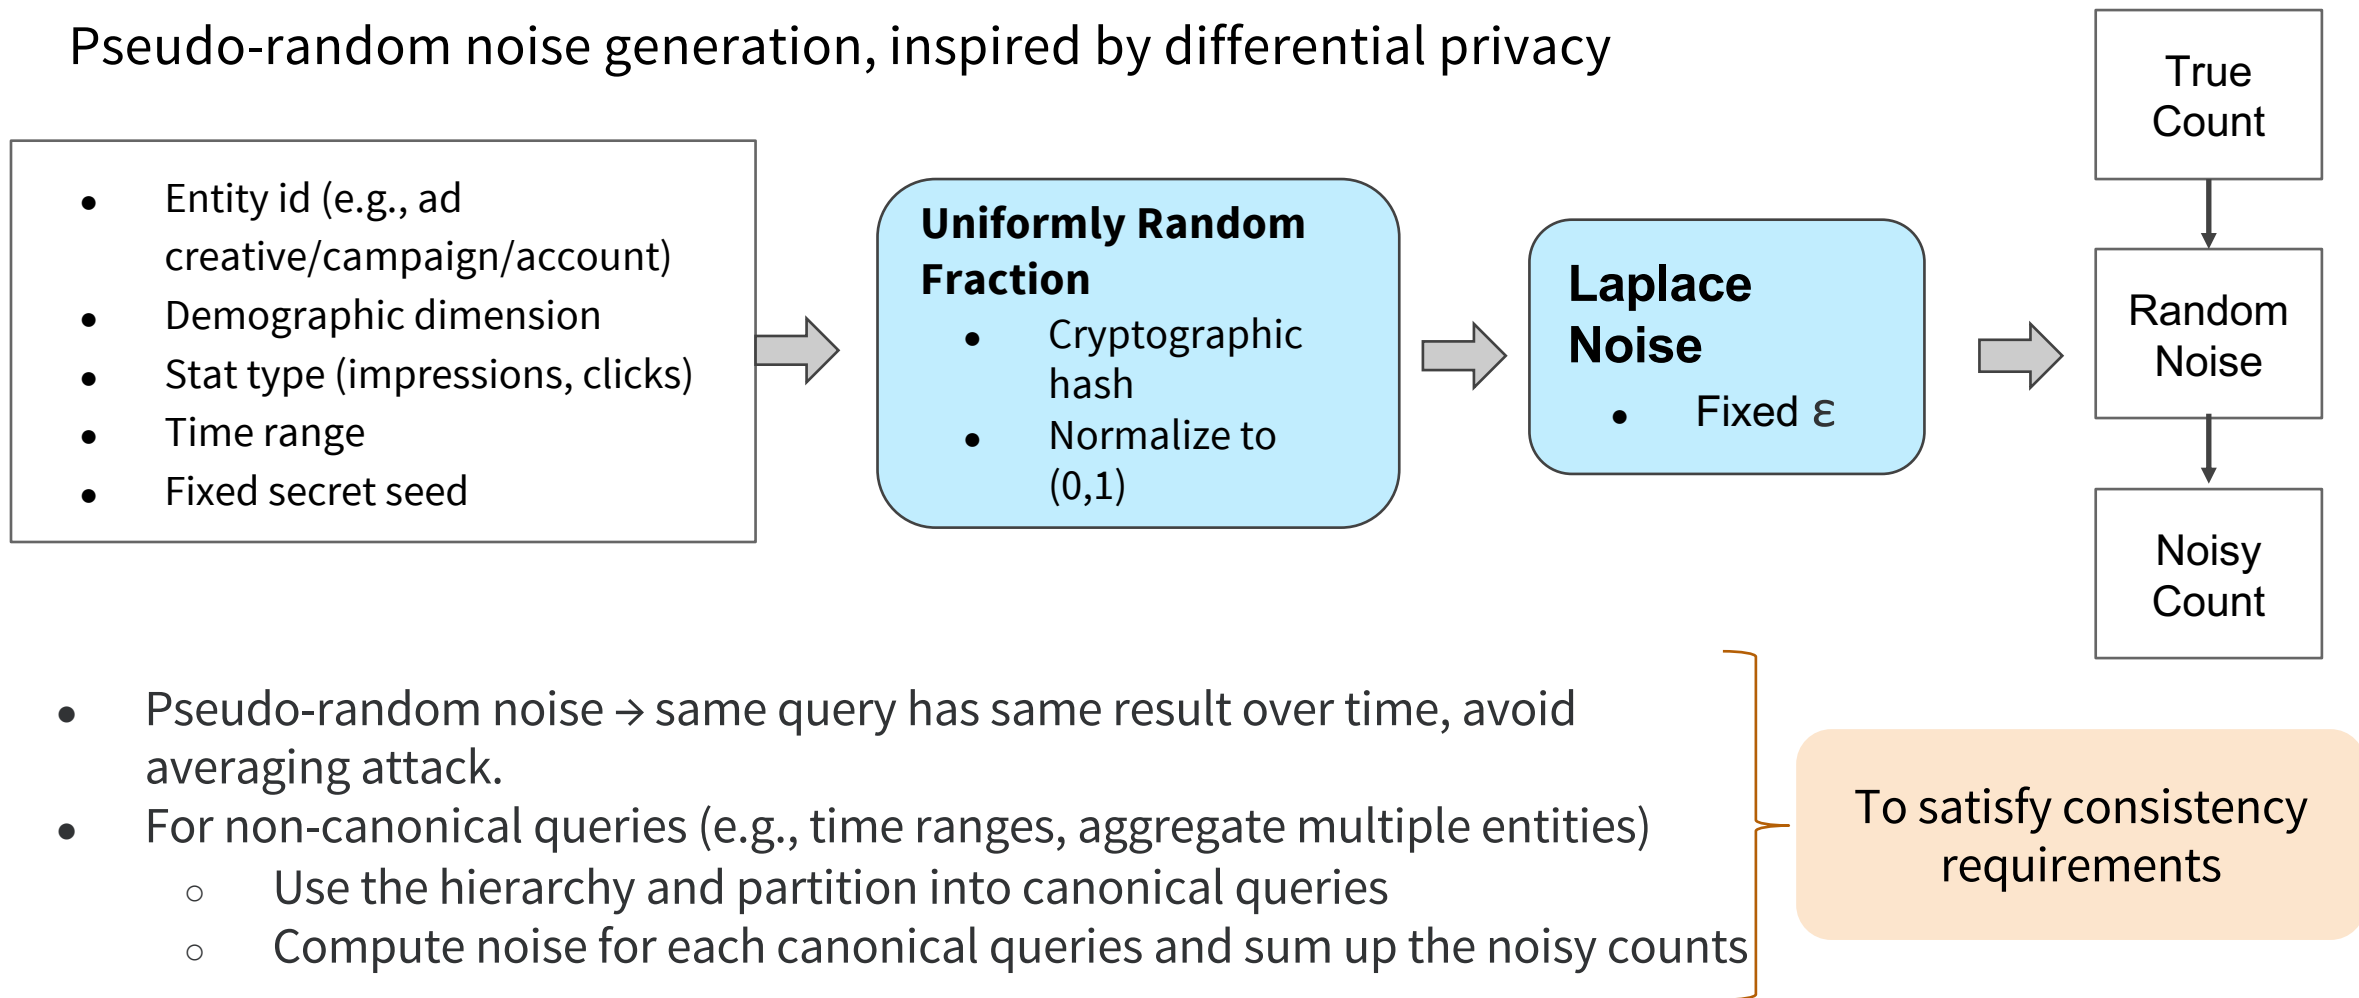 Pseudo-random noise generation, inspired by differential privacy
● Entity id (e.g., ad
creative/campaign/account)
● Demographic dimension
● Stat type (impressions, clicks)
● Time range
● Fixed secret seed
Uniformly Random
Fraction
● Cryptographic
hash
● Normalize to
(0,1)
Laplace
Noise
● Fixed ε
True
Count
Random
Noise
Noisy
Count
● Pseudo-random noise → same query has same result over time, avoid
averaging attack.
● For non-canonical queries (e.g., time ranges, aggregate multiple entities)
○ Use the hierarchy and partition into canonical queries
○ Compute noise for each canonical queries and sum up the noisy counts
To satisfy consistency
requirements